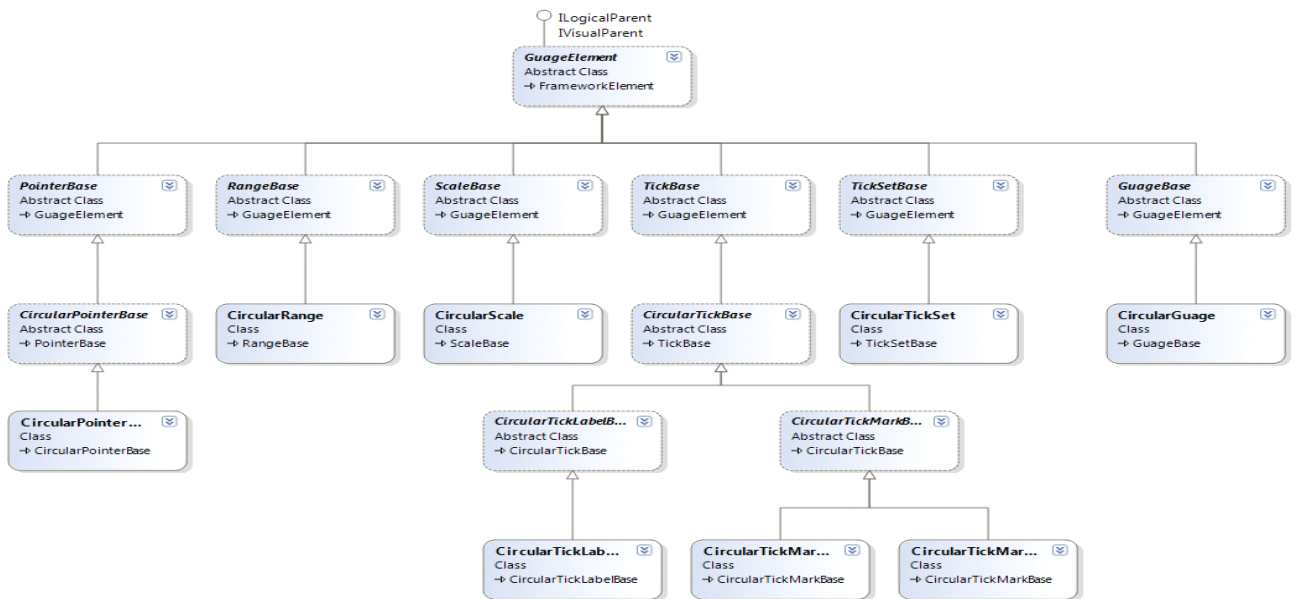 ILogicalParent
IVisualParent
GuageElement
Abstract Class
FrameworkElement
PointerBase
Abstract Class
GuageElement
RangeBase
Abstract Class
GuageElement
ScaleBase
Abstract Class
GuageElement
TickBase
Abstract Class
GuageElement
TickSetBase
Abstract Class
GuageElement
GuageBase
Abstract Class
GuageElement
CircularPointerBase
Abstract Class
PointerBase
CircularRange
Class
RangeBase
CircularScale
Class
ScaleBase
CircularTickBase
Abstract Class
TickBase
CircularTickSet
Class
TickSetBase
CircularGuage
Class
GuageBase
CircularPointer...
Class
CircularPointerBase
CircularTickLabelB...
Abstract Class
CircularTickBase
CircularTickMarkB...
Abstract Class
CircularTickBase
CircularTickLab...
Class
CircularTickLabelBase
CircularTickMar...
Class
CircularTickMarkBase
CircularTickMar...
Class
CircularTickMarkBase